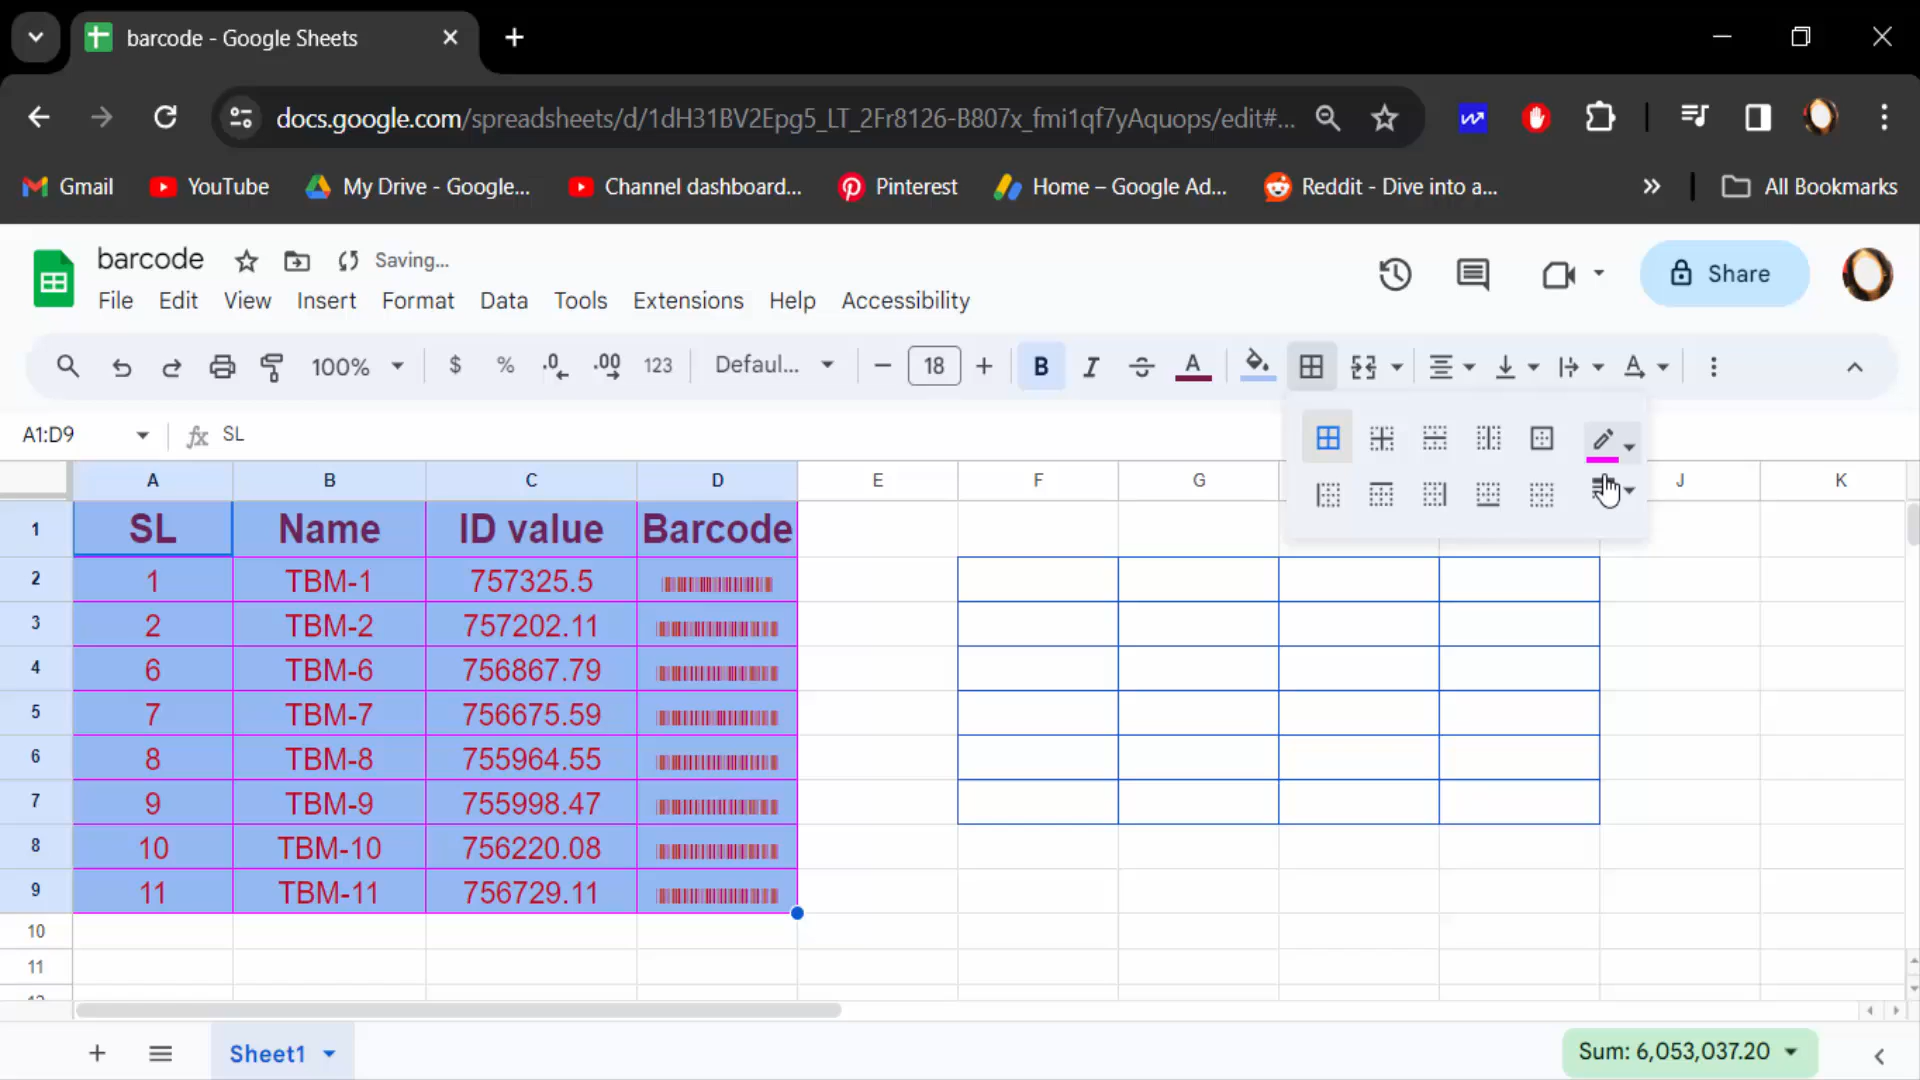 barcode - Google Sheets
docs.google.com/spreadsheets/d/1dH31BV2Epg5_LT_2Fr8126-B807x_fmi1qf7yAquops/edit#...
Gmail YouTube My Drive - Google... Channel dashboard... Pinterest Home – Google Ad... Reddit - Dive into a... » All Bookmarks
barcode Saving... Share
File Edit View Insert Format Data Tools Extensions Help Accessibility
100% $ % .0 .00 123 Defaul... − 18 + B I A A
A1:D9 fx SL
A B C D E F G J K
1 SL Name ID value Barcode
2 1 TBM-1 757325.5
3 2 TBM-2 757202.11
4 6 TBM-6 756867.79
5 7 TBM-7 756675.59
6 8 TBM-8 755964.55
7 9 TBM-9 755998.47
8 10 TBM-10 756220.08
9 11 TBM-11 756729.11
10
11
Sheet1 Sum: 6,053,037.20